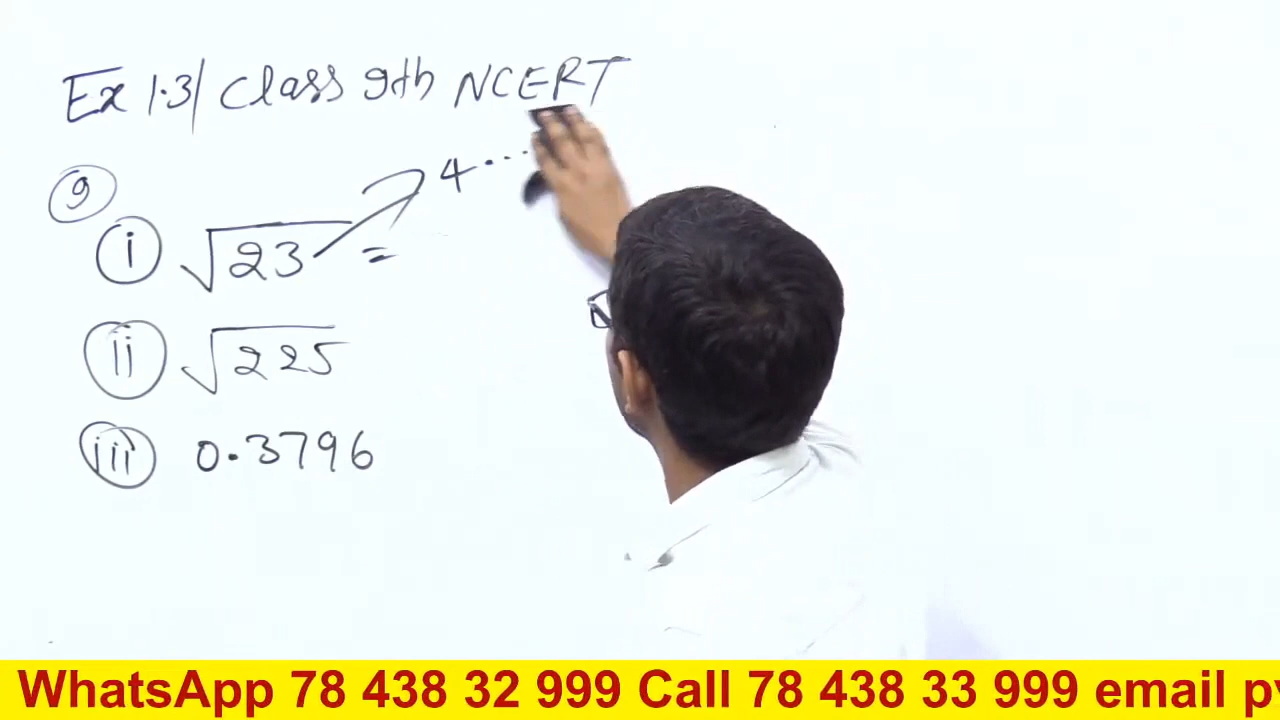 Ex 1.3/ Class 9th NCERT
9
4...
i √23 =
ii √225
iii 0.3796
WhatsApp 78 438 32 999 Call 78 438 33 999 email